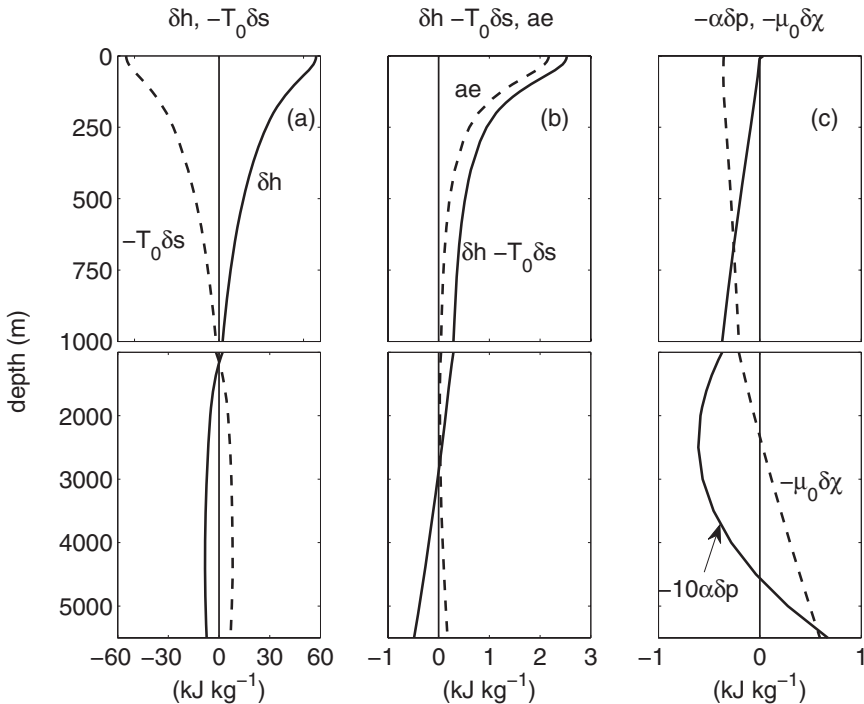 δh, −T₀δs
δh −T₀δs, ae
−αδp, −μ₀δχ
0
250
500
750
1000
2000
3000
4000
5000
depth (m)
(a)
δh
−T₀δs
(b)
ae
δh −T₀δs
(c)
−μ₀δχ
−10αδp
−60 −30 0 30 60
−1 0 1 2 3
−1 0 1
(kJ kg⁻¹)
(kJ kg⁻¹)
(kJ kg⁻¹)